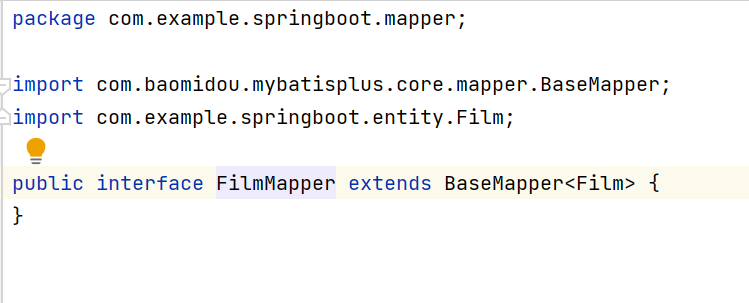 package com.example.springboot.mapper;
import com.baomidou.mybatisplus.core.mapper.BaseMapper;
import com.example.springboot.entity.Film;
public interface FilmMapper extends BaseMapper<Film> {
}